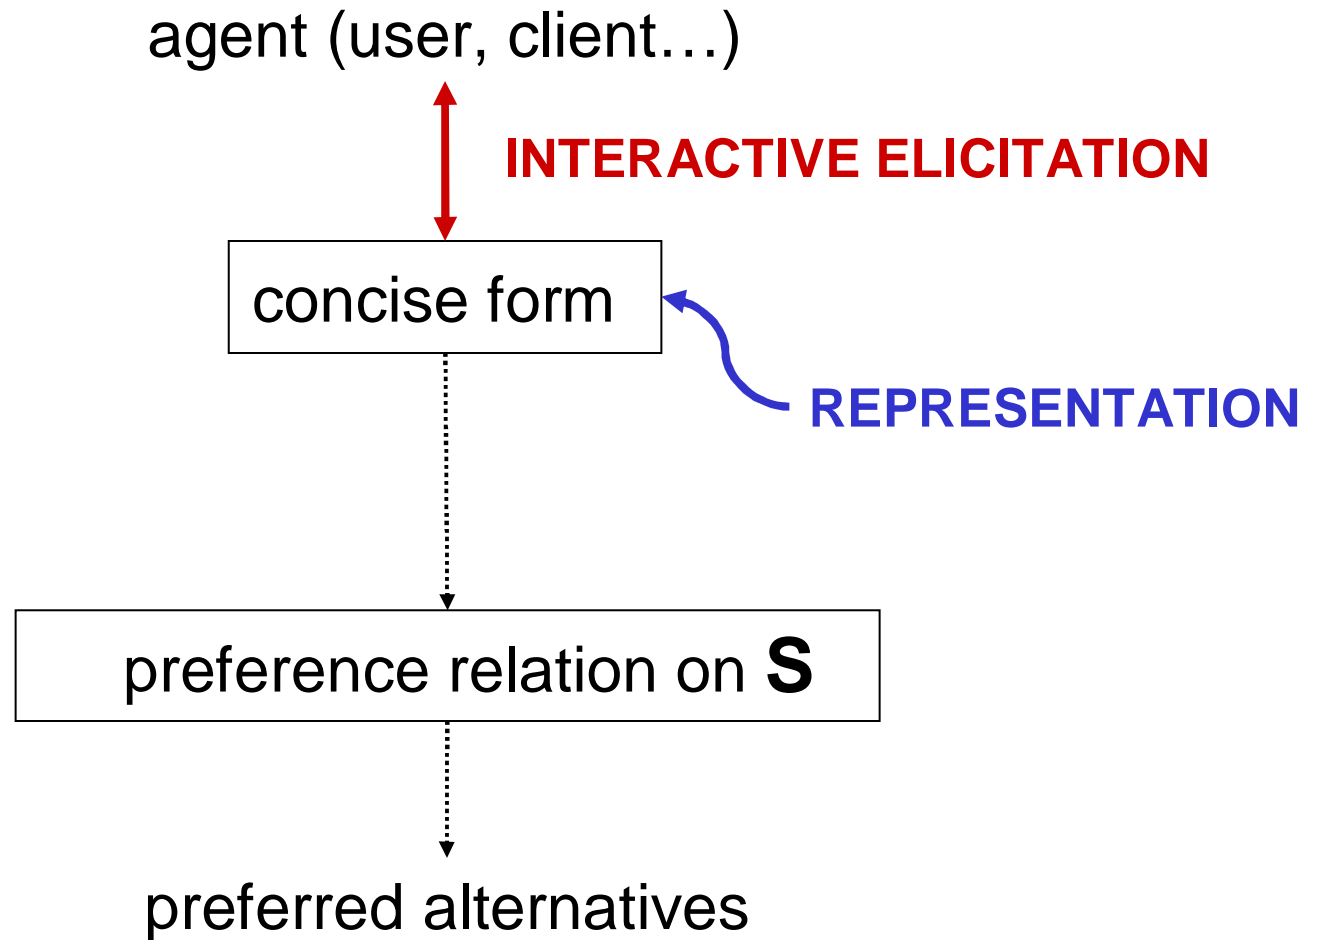 agent (user, client…)
INTERACTIVE ELICITATION
concise form
REPRESENTATION
preference relation on S
preferred alternatives